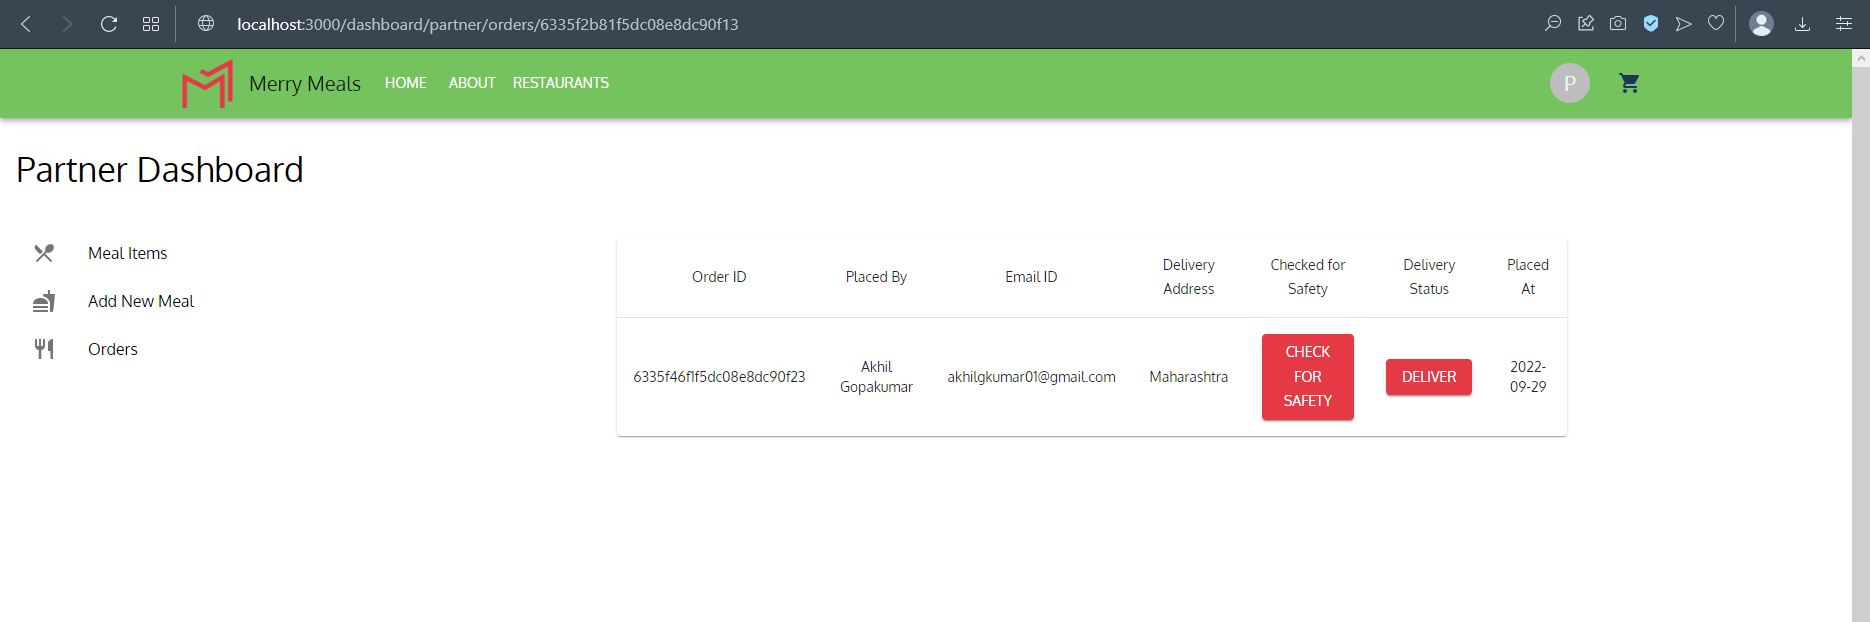 localhost:3000/dashboard/partner/orders/6335f2b81f5dc08e8dc90f13
Merry Meals HOME ABOUT RESTAURANTS P
Partner Dashboard
Meal Items
Add New Meal
Orders
Order ID
Placed By
Email ID
Delivery
Address
Checked for
Safety
Delivery
Status
Placed
At
6335f46f1f5dc08e8dc90f23
Akhil
Gopakumar
akhilgkumar01@gmail.com
Maharashtra
CHECK
FOR
SAFETY
DELIVER
2022-
09-29